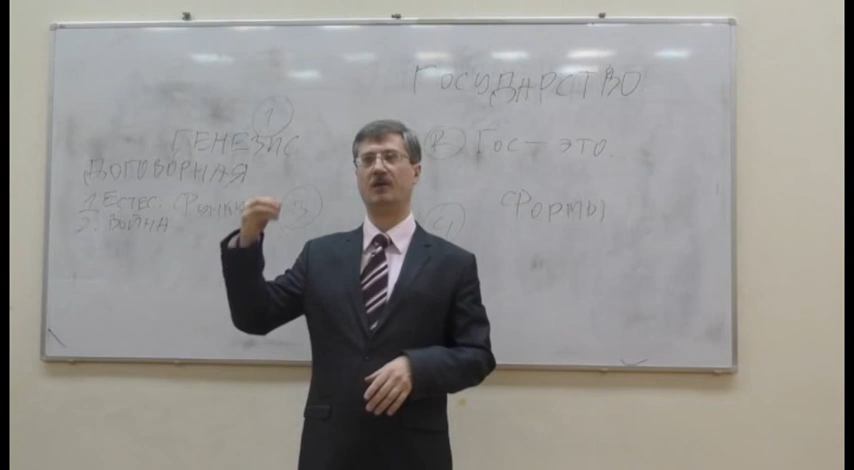 ГОСУДАРСТВО
1
ГЕНЕЗИС
2 ГОС – ЭТО
ДОГОВОРНАЯ
1. ЕСТЕС.
3
ФОРМЫ
2. ВОЙНА
4